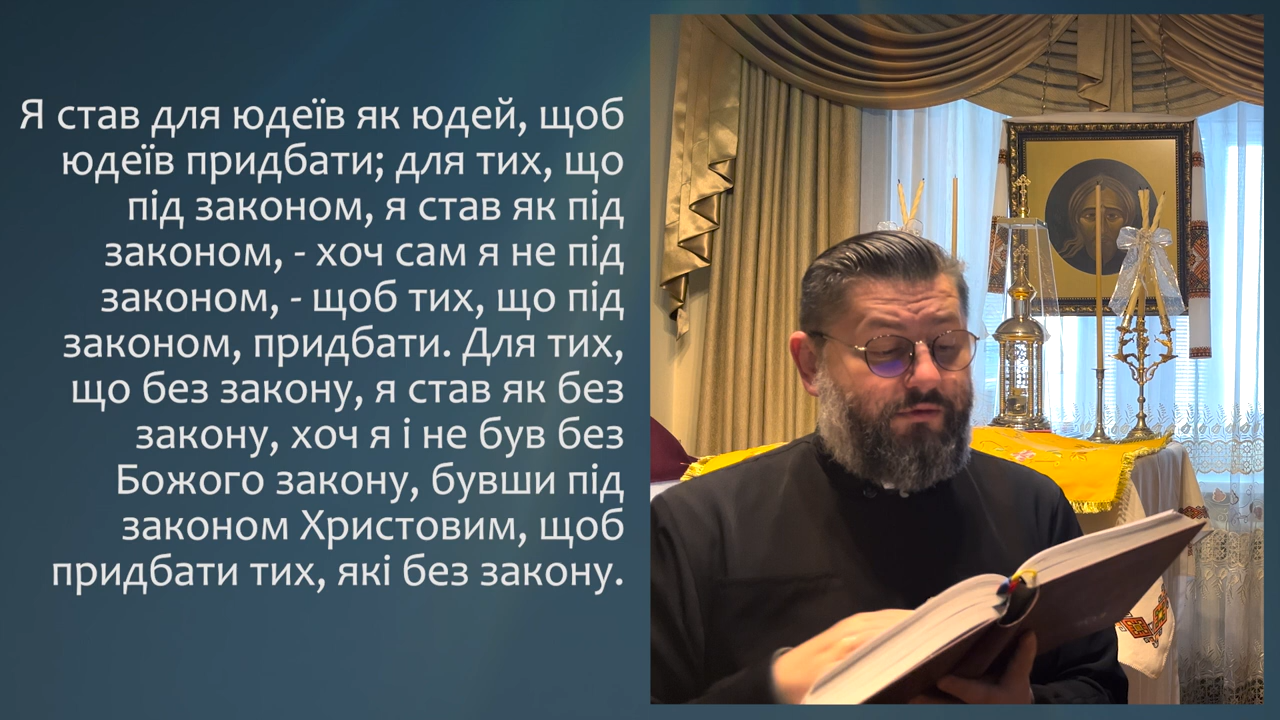 Я став для юдеїв як юдей, щоб
юдеїв придбати; для тих, що
під законом, я став як під
законом, - хоч сам я не під
законом, - щоб тих, що під
законом, придбати. Для тих,
що без закону, я став як без
закону, хоч я і не був без
Божого закону, бувши під
законом Христовим, щоб
придбати тих, які без закону.